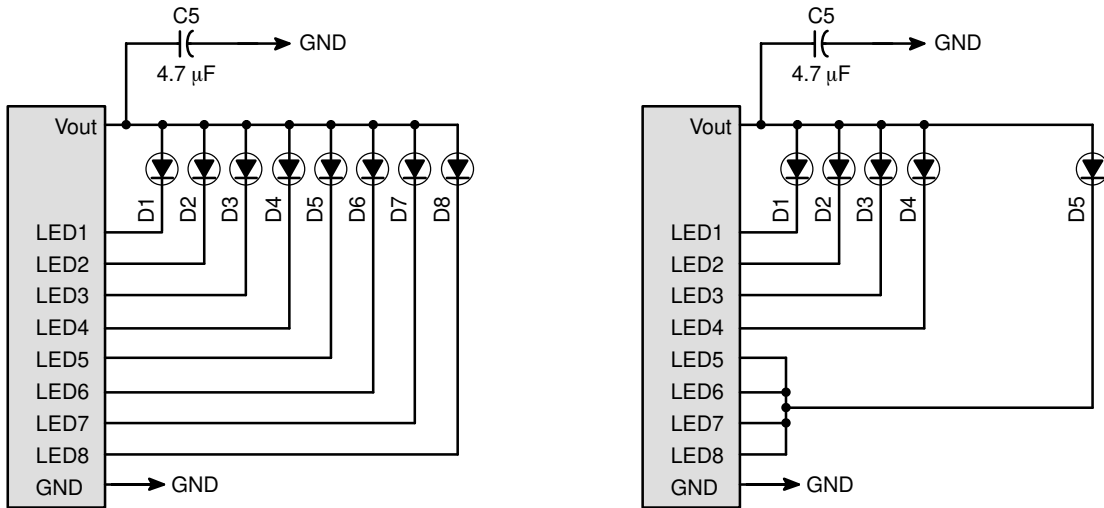 C5
GND
4.7 μF
Vout
D1
D2
D3
D4
D5
D6
D7
D8
LED1
LED2
LED3
LED4
LED5
LED6
LED7
LED8
GND
GND
C5
GND
4.7 μF
Vout
D1
D2
D3
D4
D5
LED1
LED2
LED3
LED4
LED5
LED6
LED7
LED8
GND
GND